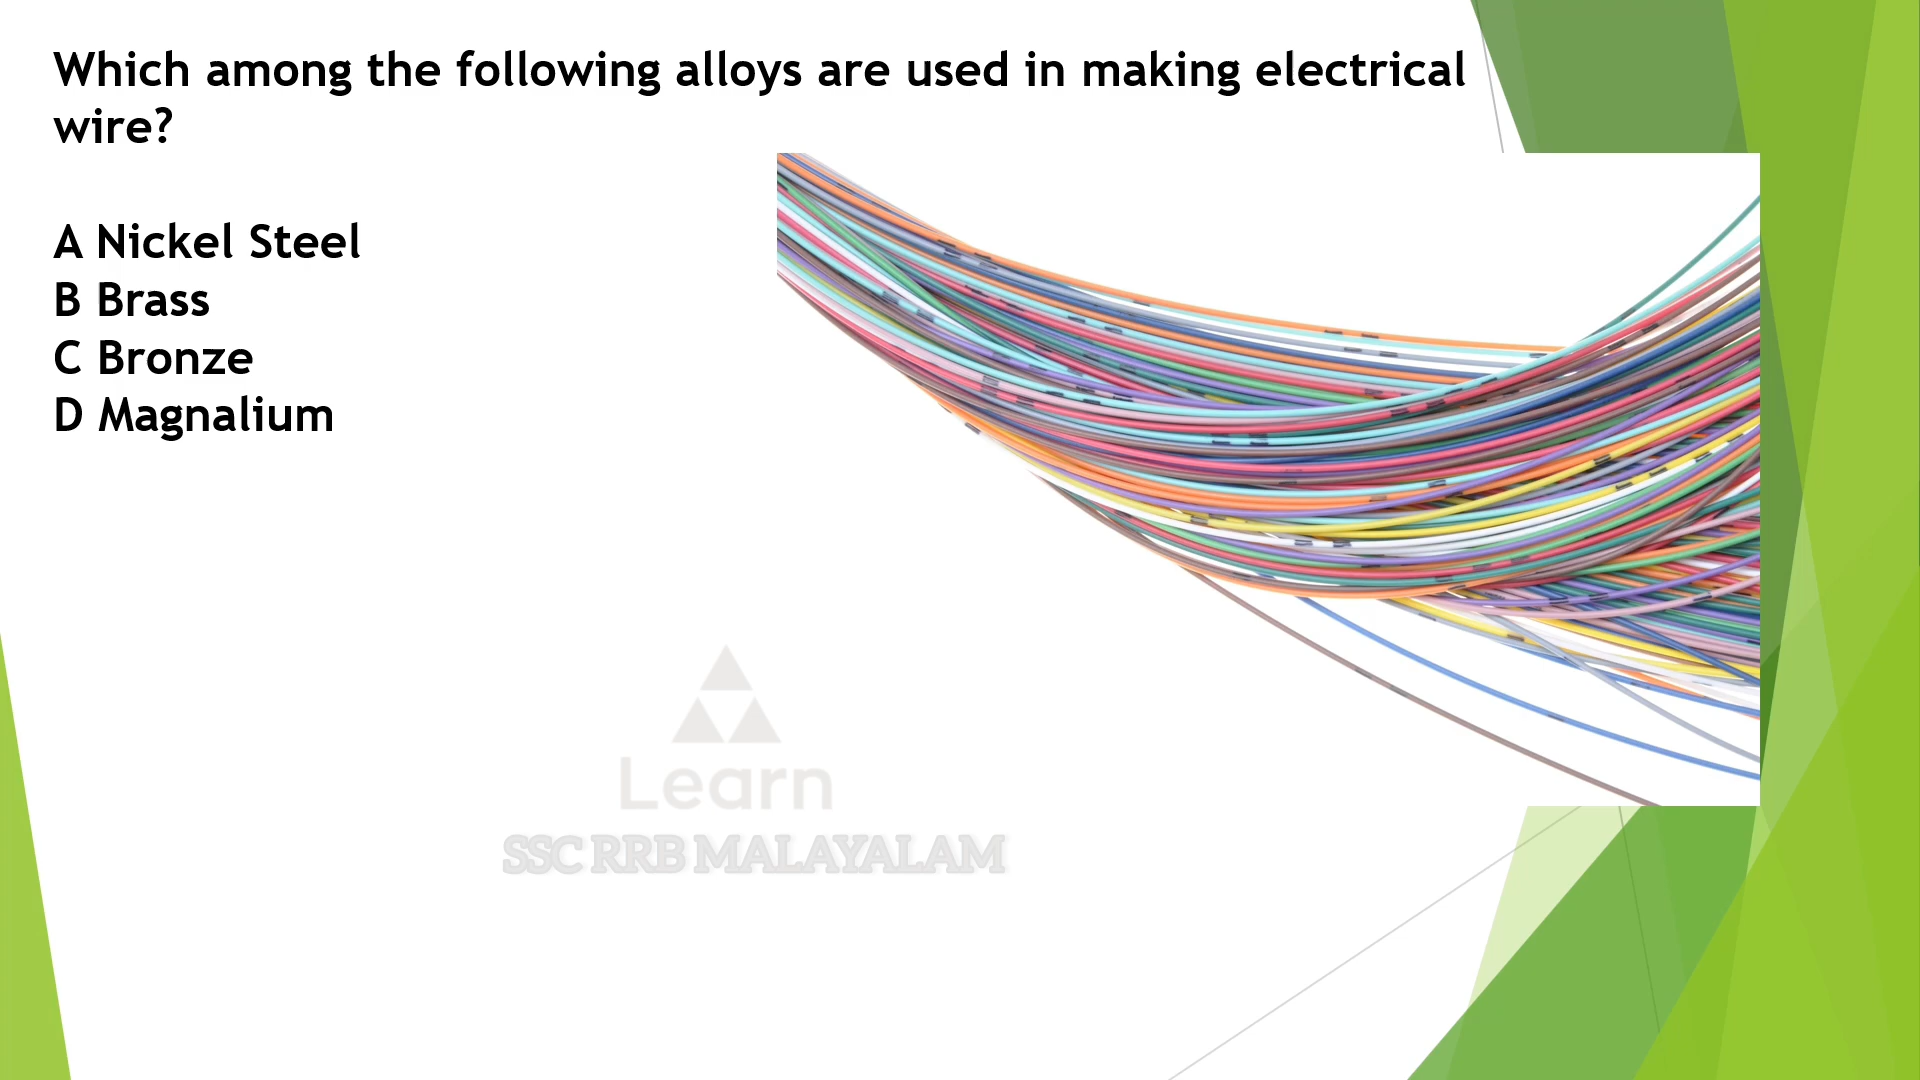 Which among the following alloys are used in making electrical
wire?
A Nickel Steel
B Brass
C Bronze
D Magnalium
Learn
SSC RRB MALAYALAM